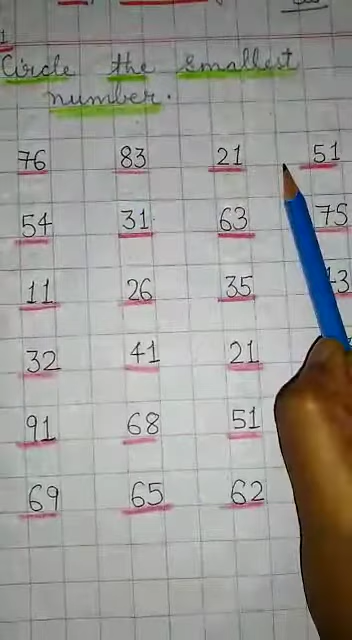 Circle the smallest
number.
76 83 21 51
54 31 63 75
11 26 35
32 41 21
91 68 51
69 65 62